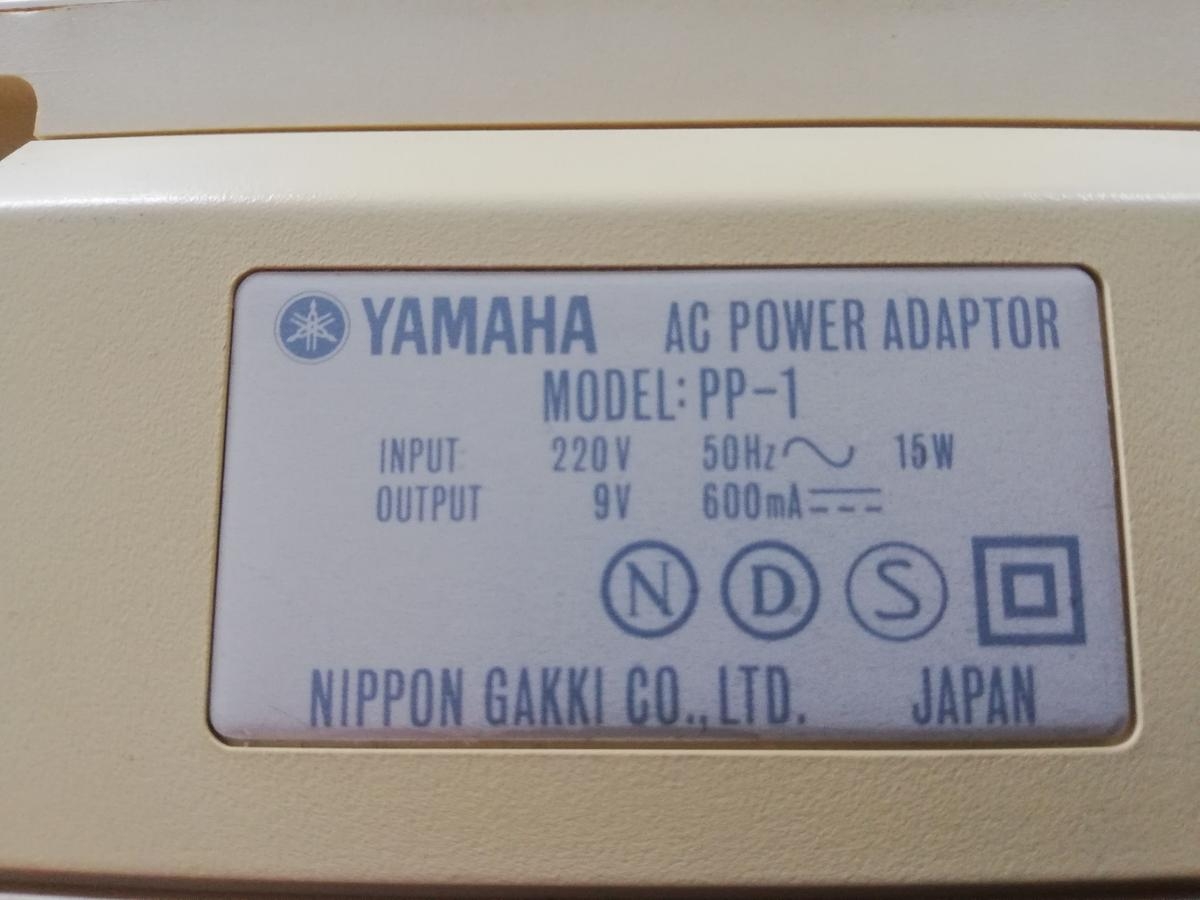 YAMAHA AC POWER ADAPTOR
MODEL: PP-1
INPUT 220V 50Hz 15W
OUTPUT 9V 600mA
N D S
NIPPON GAKKI CO., LTD. JAPAN